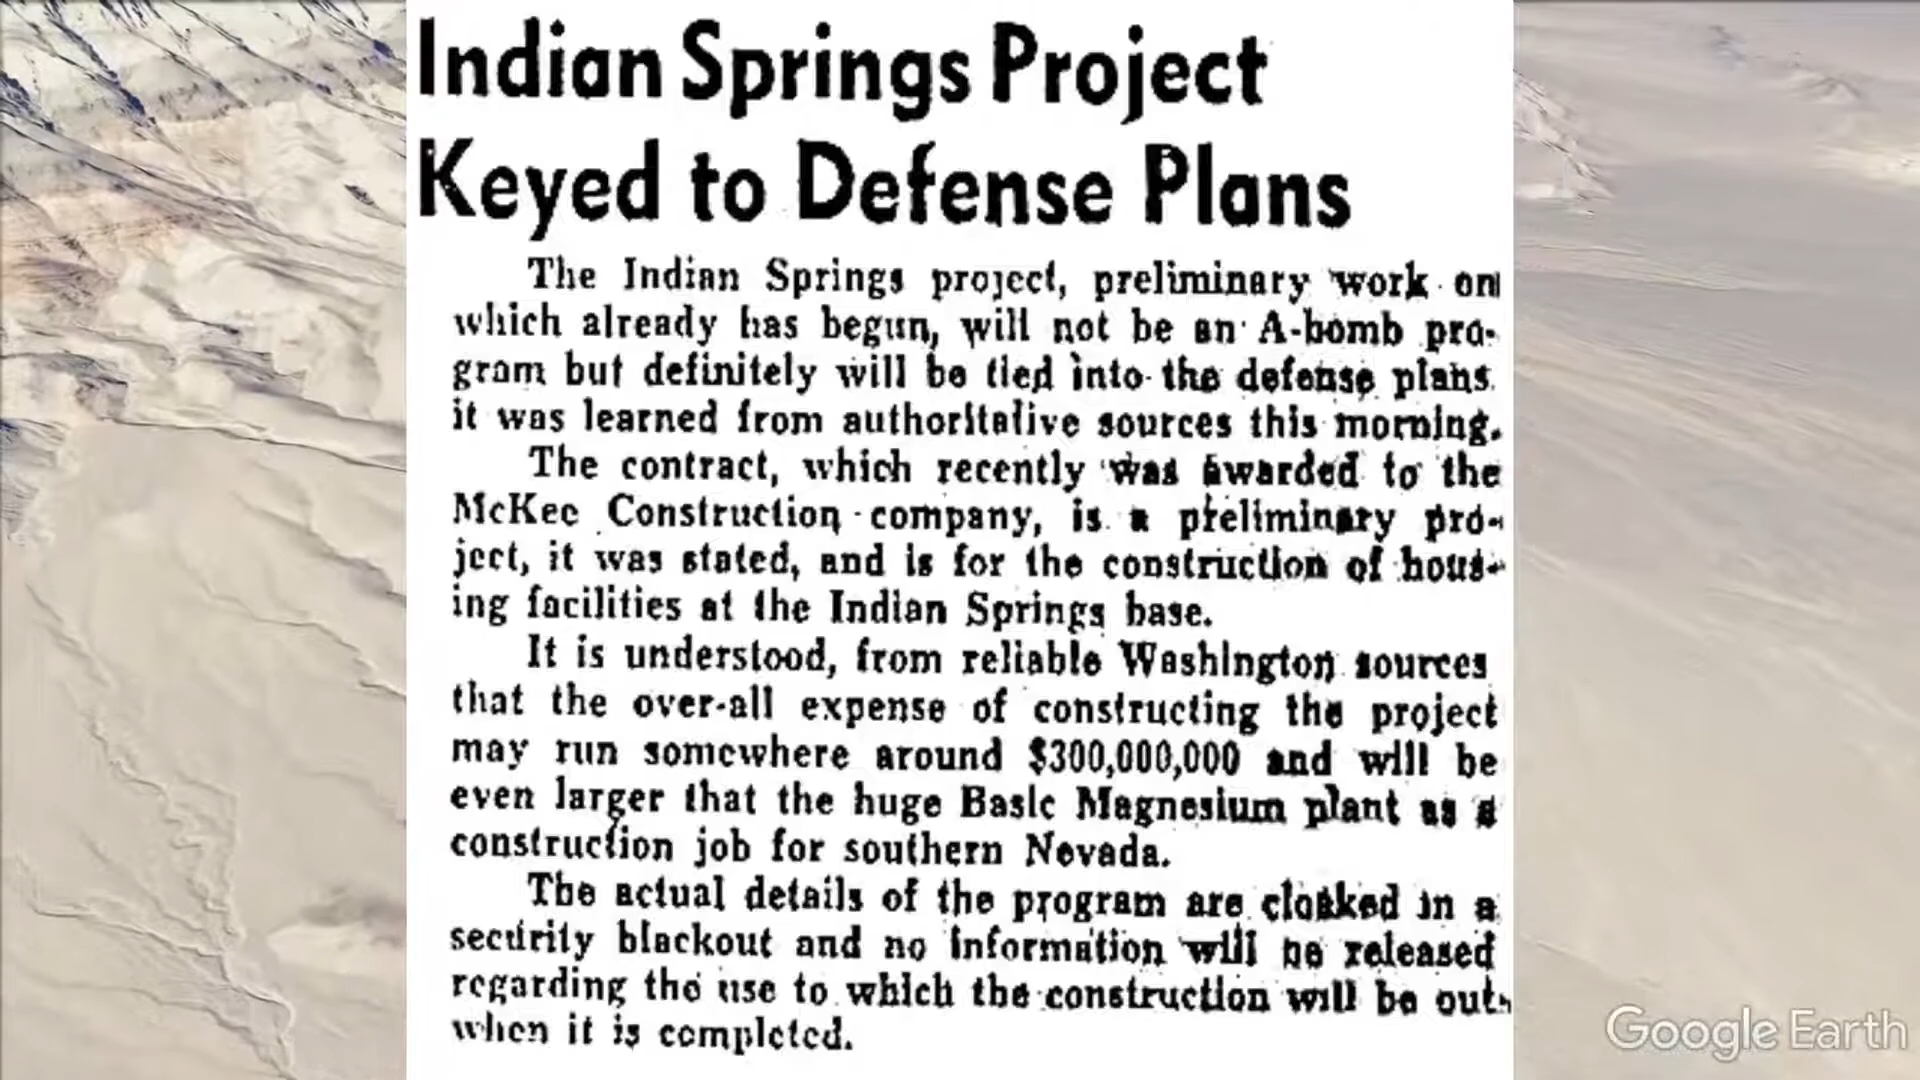 Indian Springs Project
Keyed to Defense Plans
The Indian Springs project, preliminary work on
which already has begun, will not be an A-bomb pro-
gram but definitely will be tied into the defense plans
it was learned from authoritative sources this morning.
The contract, which recently was awarded to the
McKee Construction company, is a preliminary pro-
ject, it was stated, and is for the construction of hous-
ing facilities at the Indian Springs base.
It is understood, from reliable Washington sources
that the over-all expense of constructing the project
may run somewhere around $300,000,000 and will be
even larger that the huge Basic Magnesium plant as a
construction job for southern Nevada.
The actual details of the program are cloaked in a
security blackout and no information will be released
regarding the use to which the construction will be out
when it is completed.
Google Earth